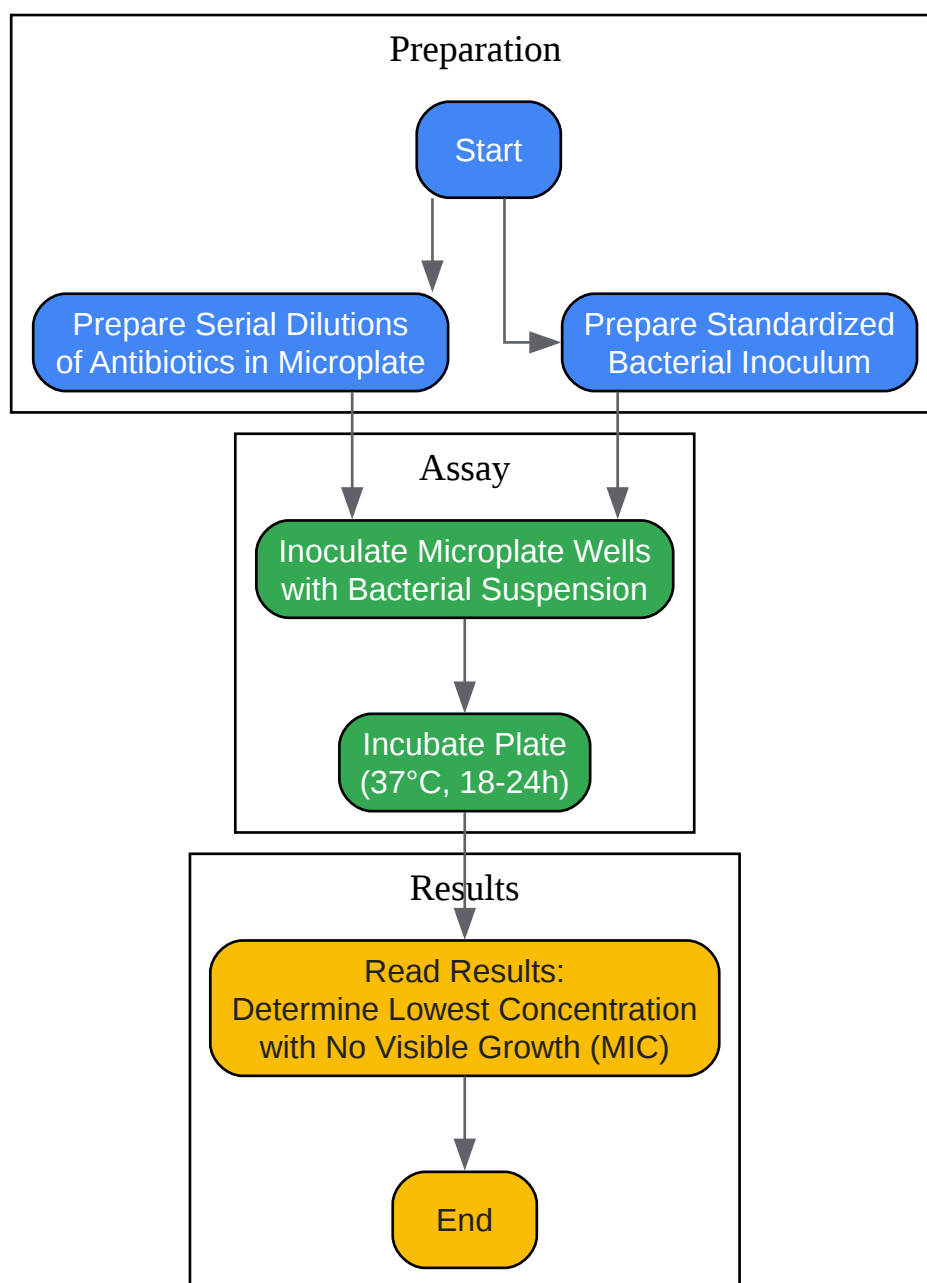 Preparation
Start
Prepare Serial Dilutions
of Antibiotics in Microplate
Prepare Standardized
Bacterial Inoculum
Assay
Inoculate Microplate Wells
with Bacterial Suspension
Incubate Plate
(37°C, 18-24h)
Results
Read Results:
Determine Lowest Concentration
with No Visible Growth (MIC)
End